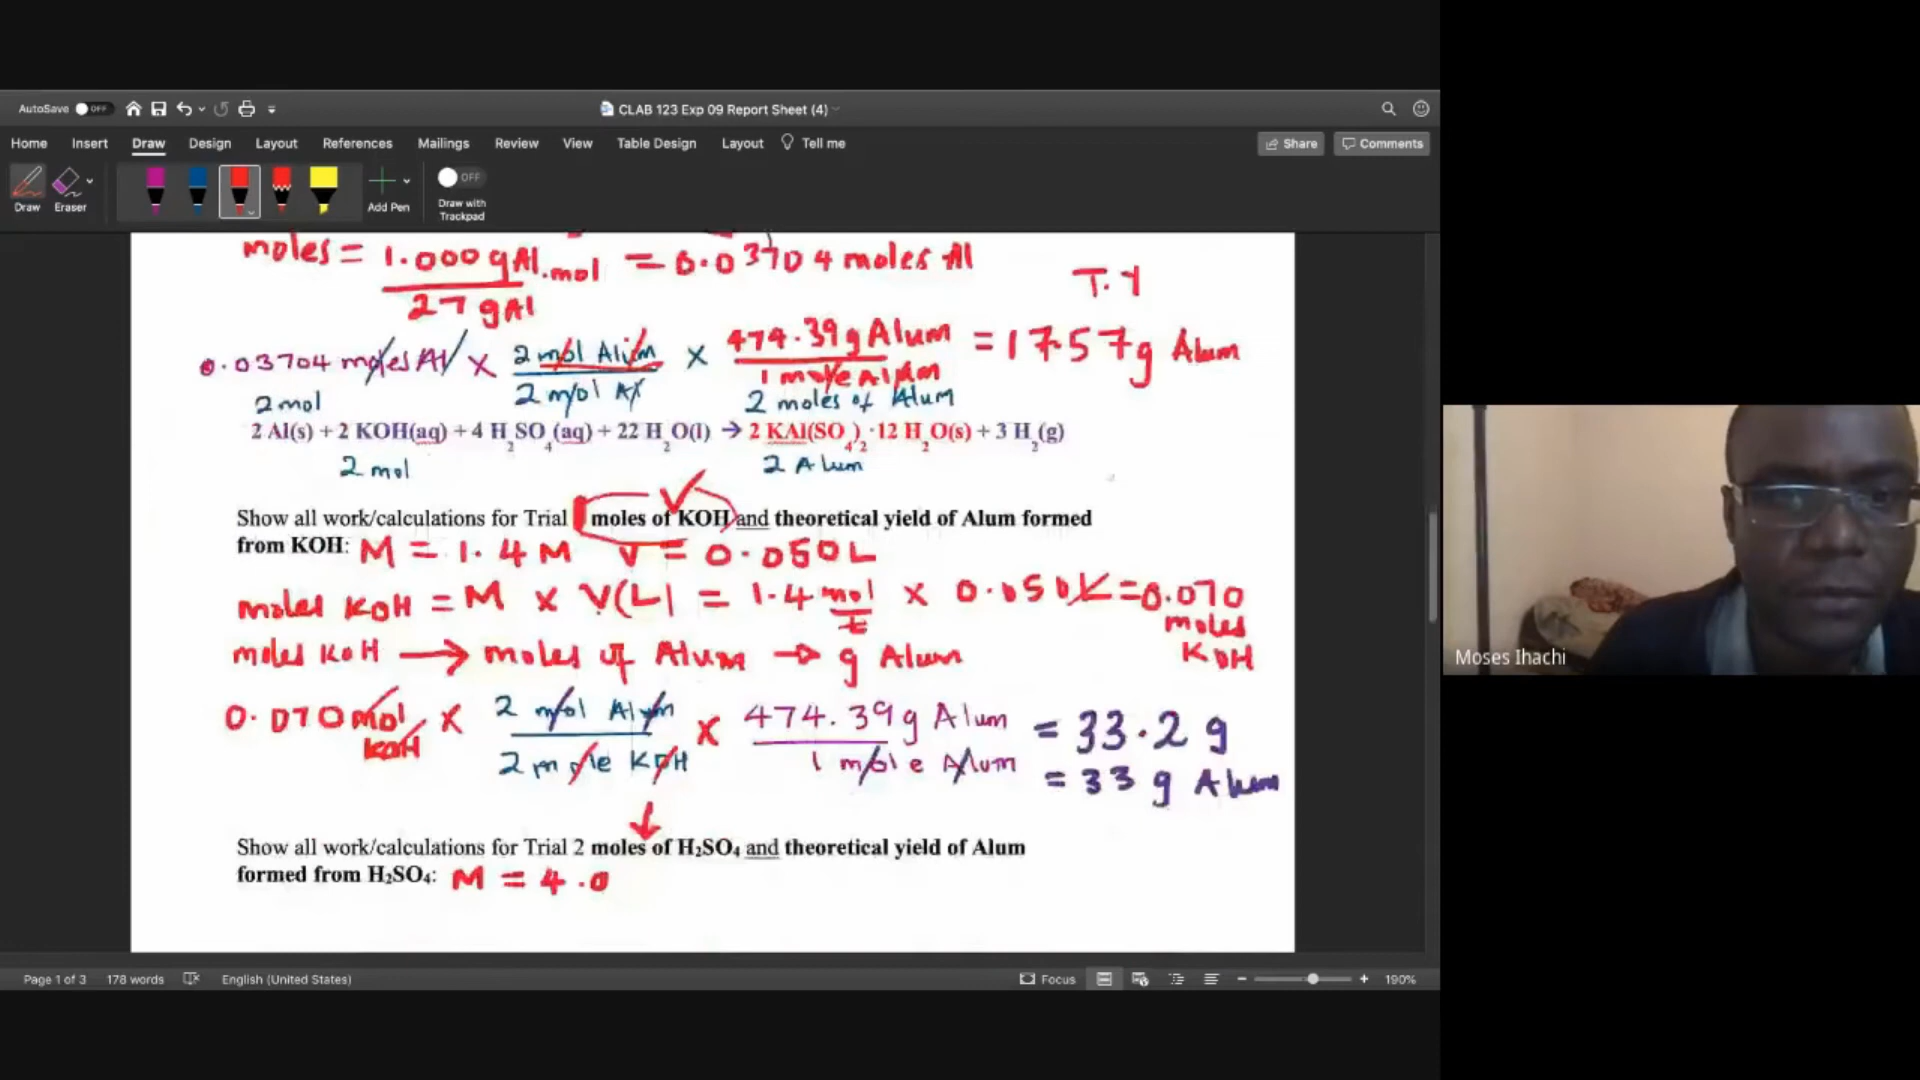 AutoSave OFF CLAB 123 Exp 09 Report Sheet (4)
Home Insert Draw Design Layout References Mailings Review View Table Design Layout Tell me Share Comments
OFF
Draw Eraser Add Pen Draw with Trackpad
moles = 1.000 g Al . mol / 27 g Al = 0.03704 moles Al
T.Y
0.03704 moles Al × 2 mol Alum / 2 mol Al × 474.39 g Alum / 1 mole Alum = 17.57 g Alum
2 mol 2 moles of Alum
2 Al(s) + 2 KOH(aq) + 4 H2SO4(aq) + 22 H2O(l) → 2 KAl(SO4)2·12 H2O(s) + 3 H2(g)
2 mol 2 Alum
Show all work/calculations for Trial moles of KOH and theoretical yield of Alum formed
from KOH: M = 1.4 M V = 0.050 L
moles KOH = M × V(L) = 1.4 mol / L × 0.050 L = 0.070 moles KOH
moles KOH → moles of Alum → g Alum
0.070 mol KOH × 2 mol Alum / 2 mole KOH × 474.39 g Alum / 1 mole Alum = 33.2 g
= 33 g Alum
Show all work/calculations for Trial 2 moles of H2SO4 and theoretical yield of Alum
formed from H2SO4: M = 4.0
Moses Ihachi
Page 1 of 3 178 words English (United States) Focus 190%